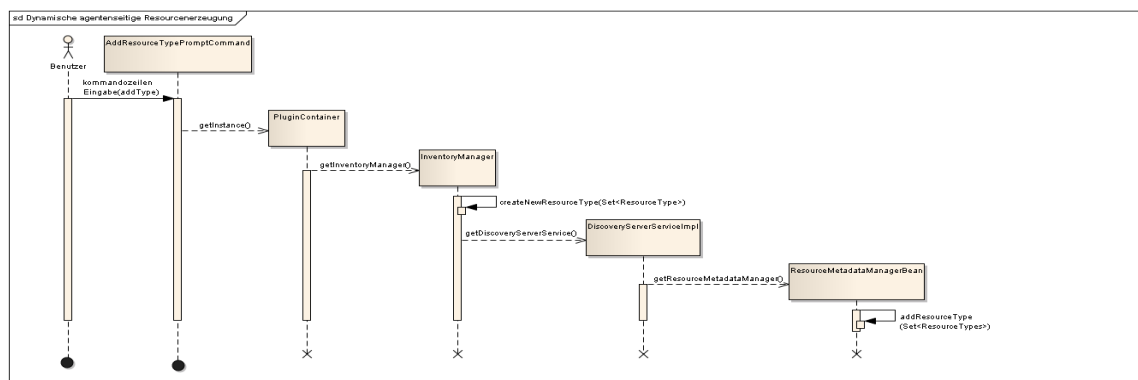 sd Dynamische agentenseitige Resourcenerzeugung
Benutzer
AddResourceTypePromptCommand
kommandozeilen
Eingabe(addType)
getInstance()
PluginContainer
getInventoryManager()
InventoryManager
createNewResourceType(Set<ResourceType>)
getDiscoveryServerService()
DiscoveryServerServiceImpl
getResourceMetadataManager()
ResourceMetadataManagerBean
addResourceType
(Set<ResourceTypes>)